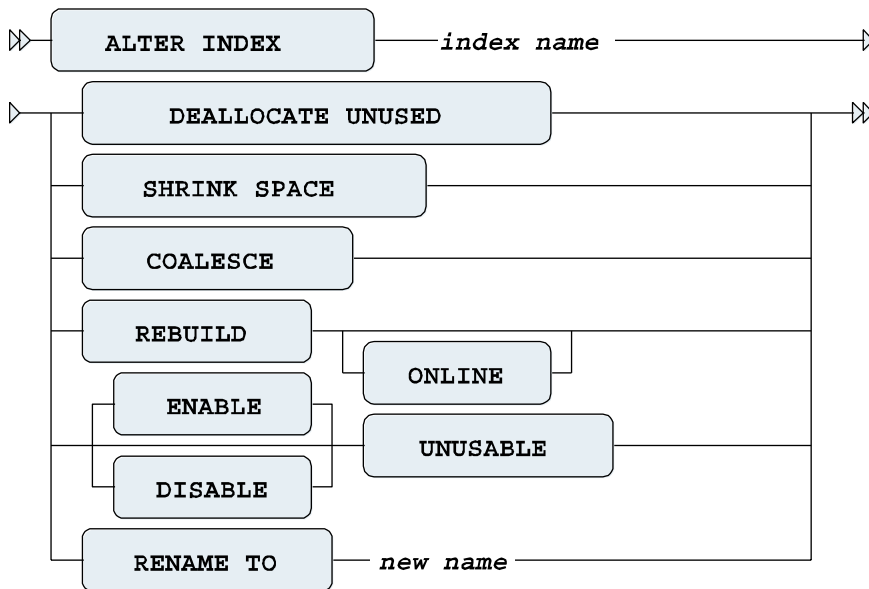 ALTER INDEX index name
DEALLOCATE UNUSED
SHRINK SPACE
COALESCE
REBUILD
ONLINE
ENABLE
UNUSABLE
DISABLE
RENAME TO new name